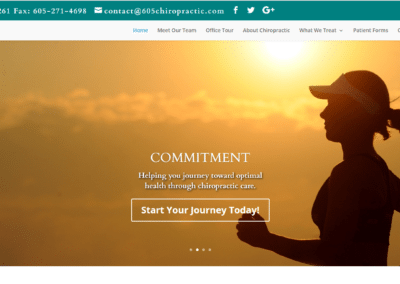 261 Fax: 605-271-4698 contact@605chiropractic.com
Home Meet Our Team Office Tour About Chiropractic What We Treat Patient Forms
COMMITMENT
Helping you journey toward optimal
health through chiropractic care.
Start Your Journey Today!